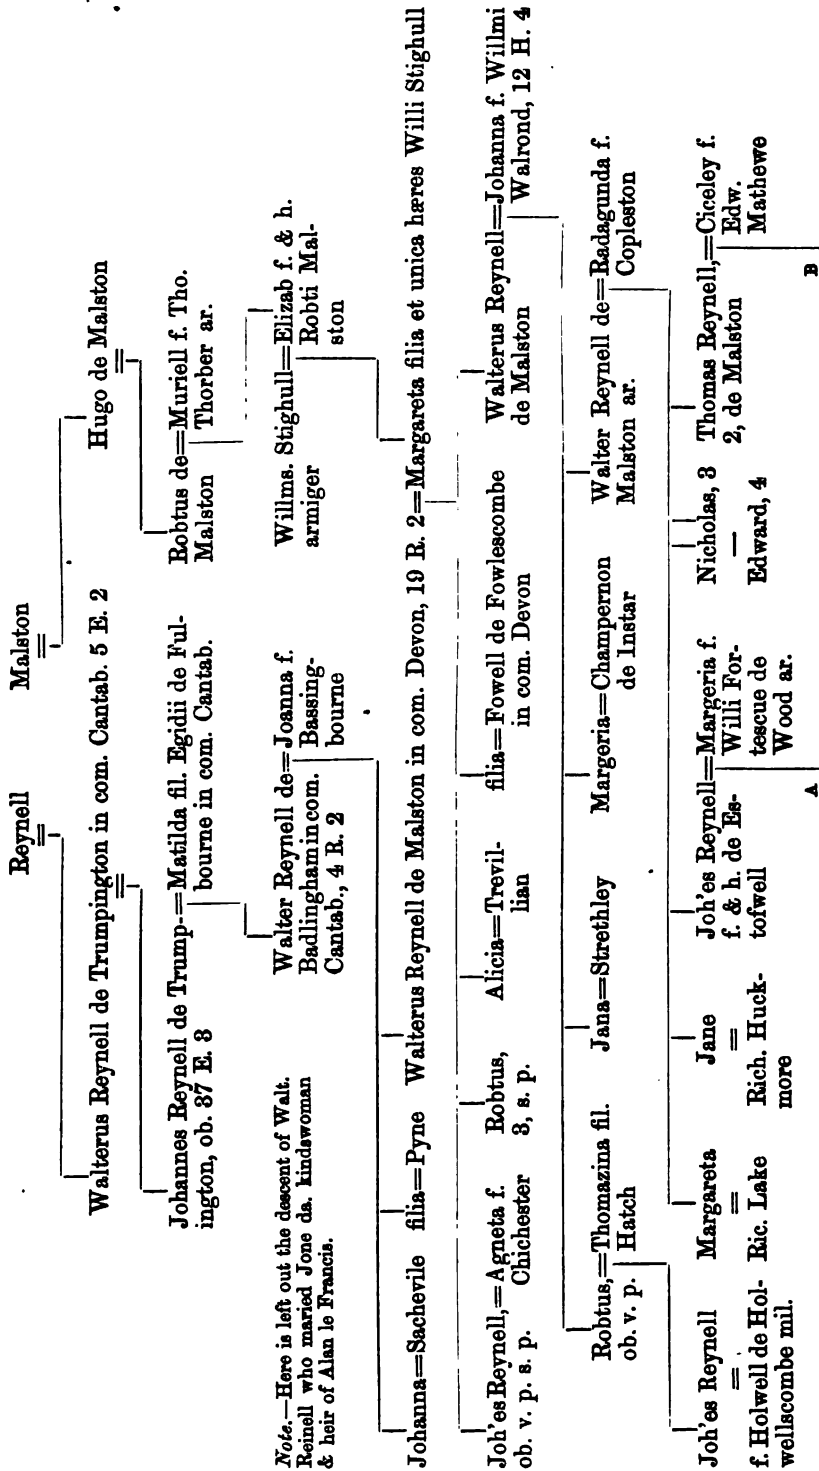 Reynell
Malston
Walterus Reynell de Trumpington in com. Cantab. 5 E. 2
Hugo de Malston
Johannes Reynell de Trump-=Matilda fil. Egidii de Ful-
ington, ob. 37 E. 3
bourne in com. Cantab.
Robtus de=Muriell f. Tho.
Malston
Thorber ar.
Note.—Here is left out the descent of Walt.
Reinell who maried Jone da. kindswoman
& heir of Alan le Francis.
Walter Reynell de=Joanna f.
Badlingham in com.
Cantab., 4 R. 2
Bassing-
bourne
Willms. Stighull=Elizab f. & h.
armiger
Robti Mal-
ston
Johanna=Sachevile
filia=Pyne
Walterus Reynell de Malston in com. Devon, 19 R. 2=Margareta filia et unica hæres Willi Stighull
Joh'es Reynell,=Agneta f.
ob. v. p. s. p.
Chichester
Robtus,
3, s. p.
Alicia=Trevil-
lian
filia=Fowell de Fowlescombe
in com. Devon
Walterus Reynell=Johanna f. Willmi
de Malston
Walrond, 12 H. 4
Robtus,=Thomazina fil.
ob. v. p.
Hatch
Jana=Strethley
Margeria=Champernon
de Instar
Walter Reynell de=Radagunda f.
Malston ar.
Copleston
Joh'es Reynell
=
f. Holwell de Hol-
wellscombe mil.
Margareta
=
Ric. Lake
Jane
=
Rich. Huck-
more
Joh'es Reynell=Margeria f.
f. & h. de Es-
tofwell
Willi For-
tescue de
Wood ar.
A
Nicholas, 3
—
Edward, 4
Thomas Reynell,=Ciceley f.
2, de Malston
Edw.
Mathewe
B